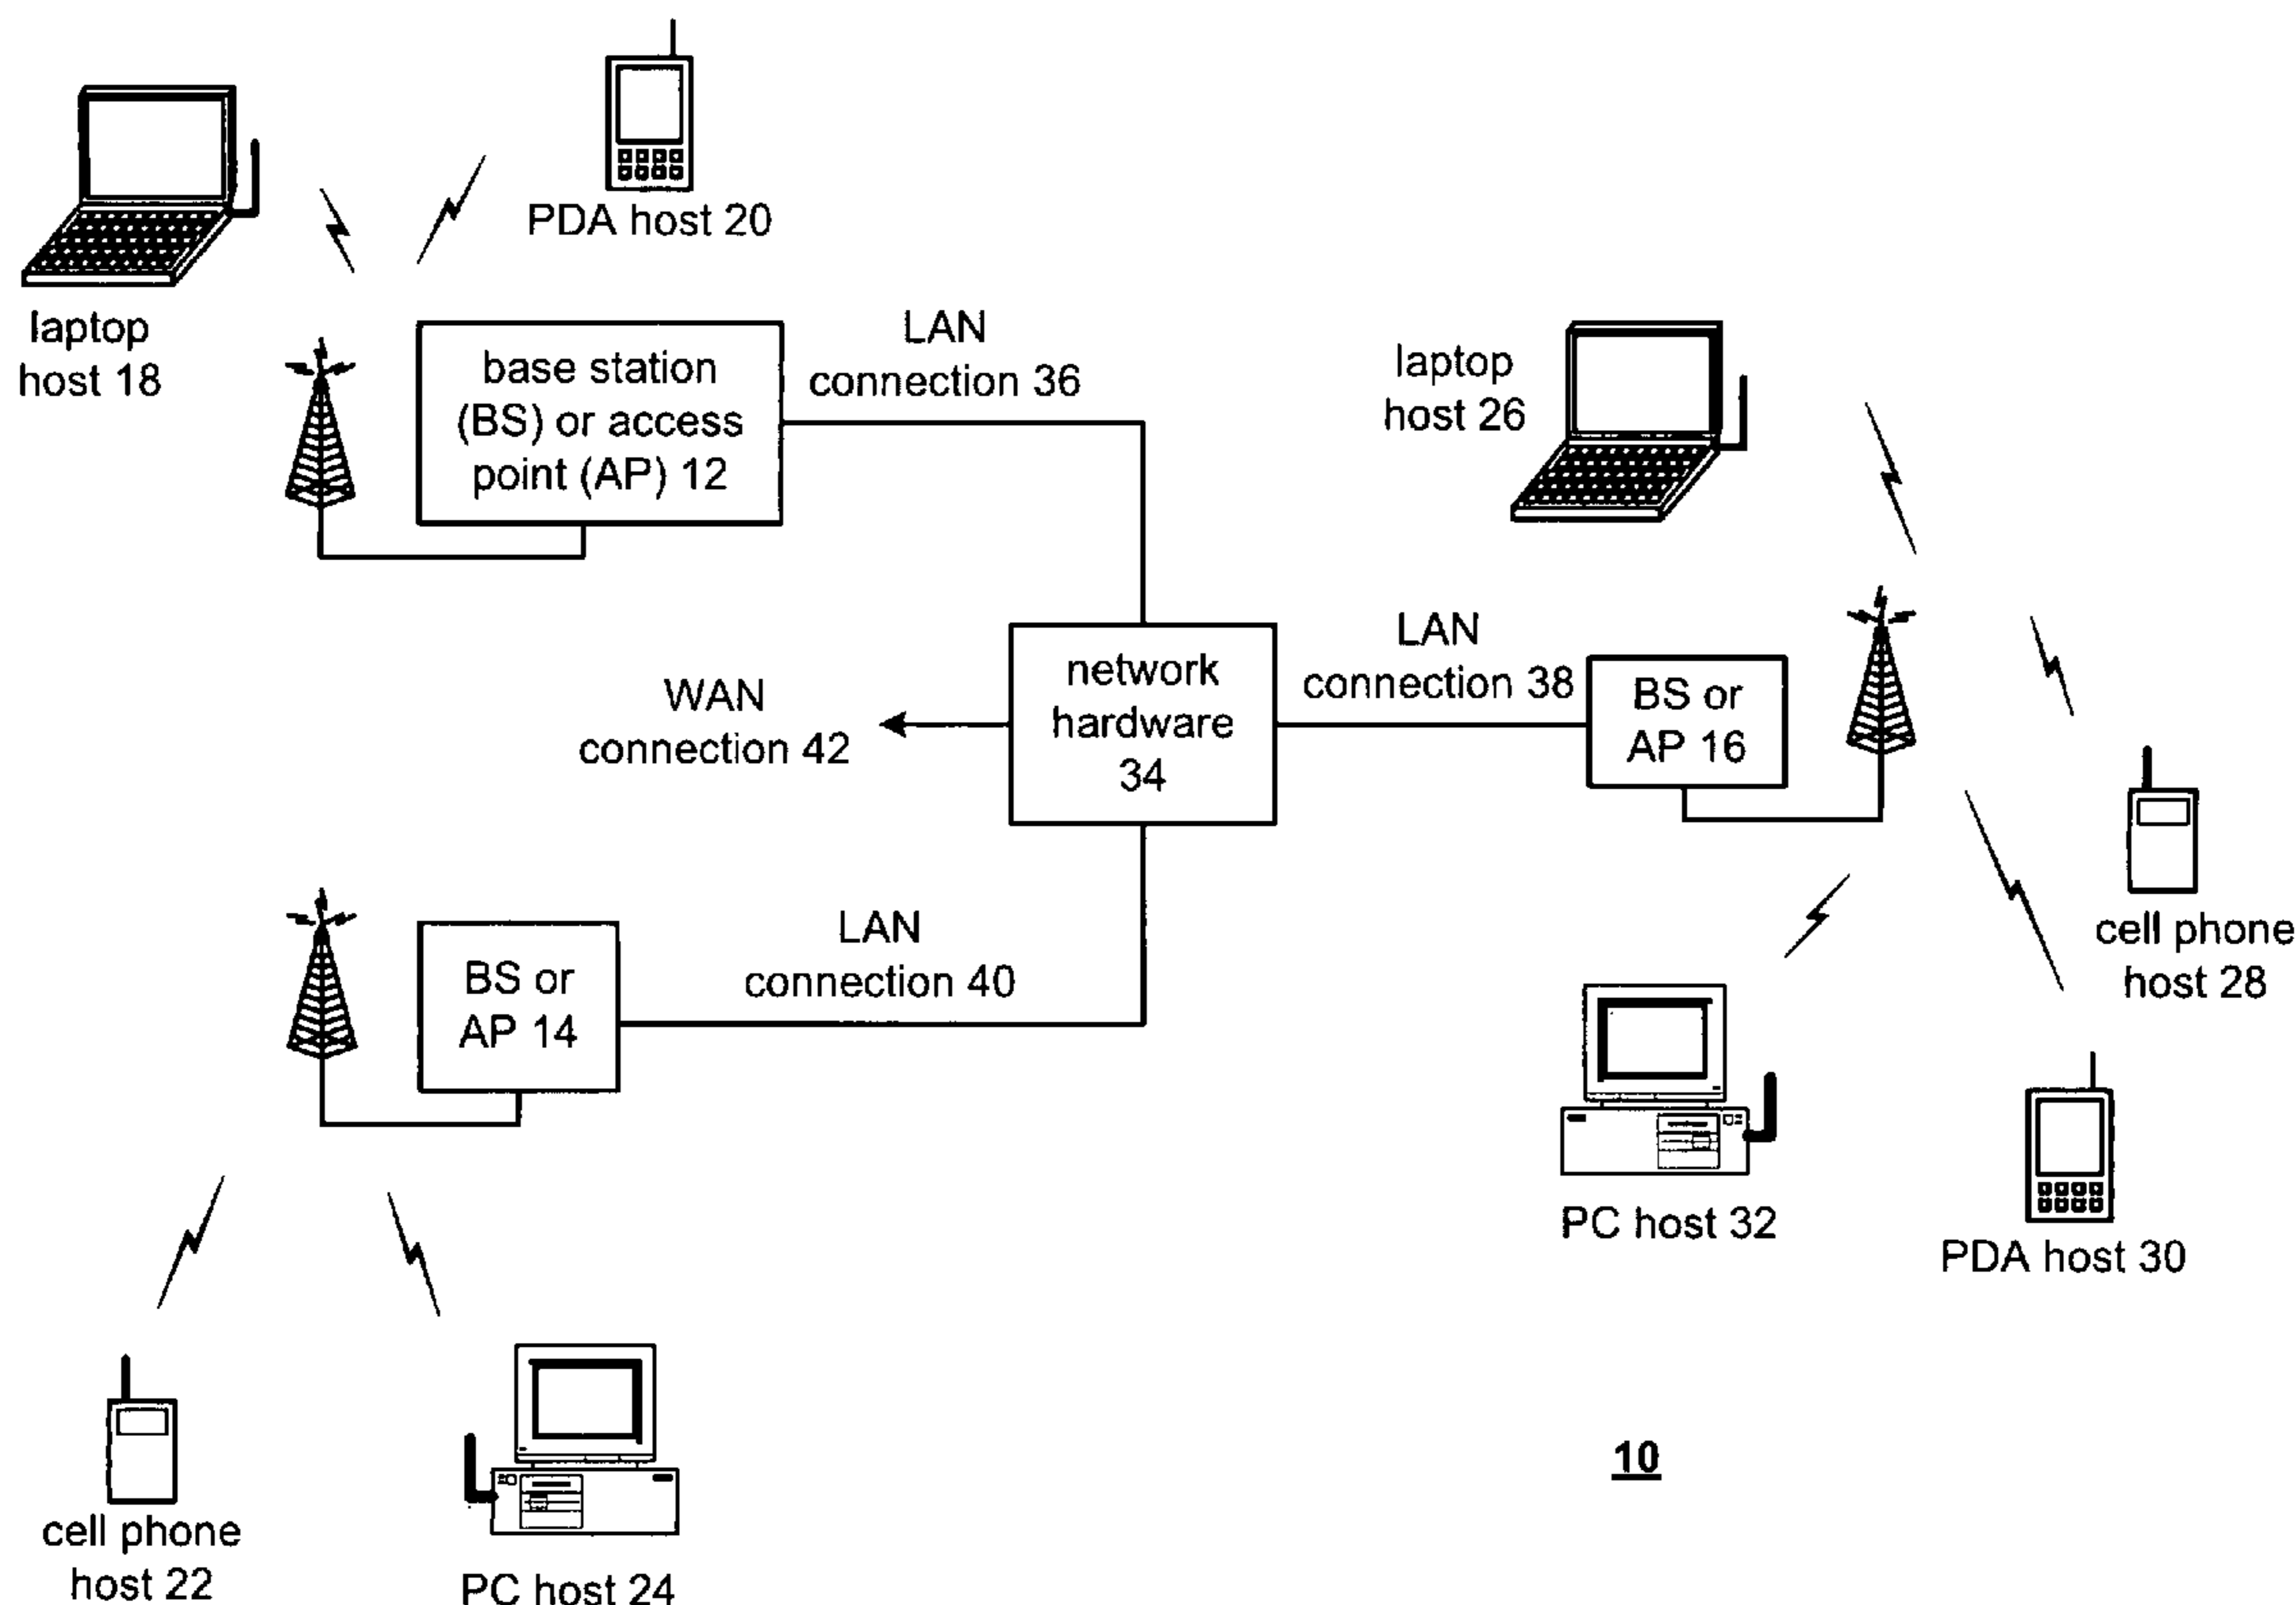 PDA host 20
laptop
host 18
base station
(BS) or access
point (AP) 12
LAN
connection 36
laptop
host 26
WAN
connection 42
network
hardware
34
LAN
connection 38
BS or
AP 16
cell phone
host 28
BS or
AP 14
LAN
connection 40
PC host 32
PDA host 30
cell phone
host 22
PC host 24
10